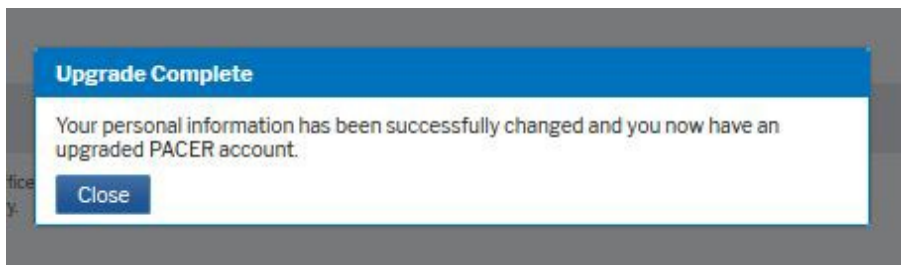 Upgrade Complete
Your personal information has been successfully changed and you now have an
upgraded PACER account.
Close